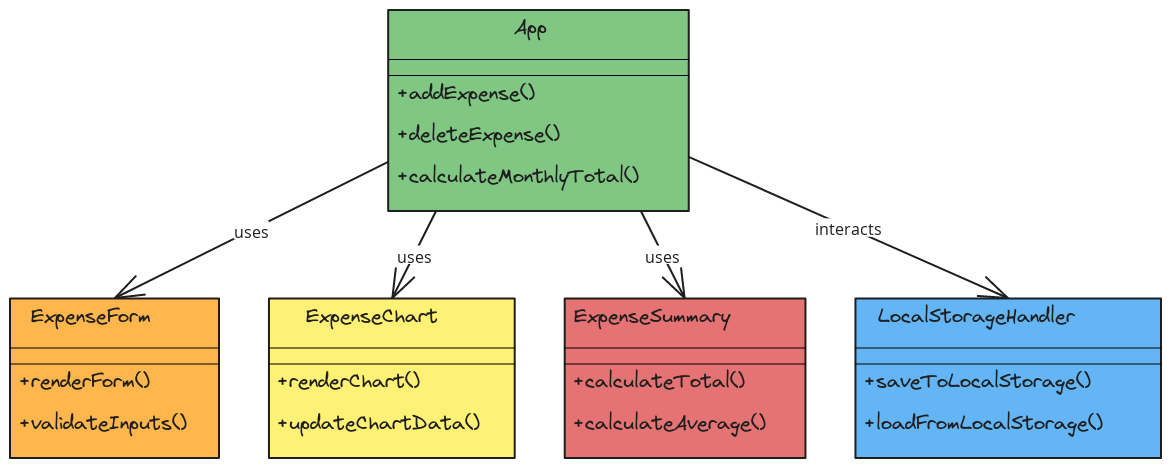 App
+addExpense()
+deleteExpense()
+calculateMonthlyTotal()
uses
uses
uses
interacts
ExpenseForm
+renderForm()
+validateInputs()
ExpenseChart
+renderChart()
+updateChartData()
ExpenseSummary
+calculateTotal()
+calculateAverage()
LocalStorageHandler
+saveToLocalStorage()
+loadFromLocalStorage()